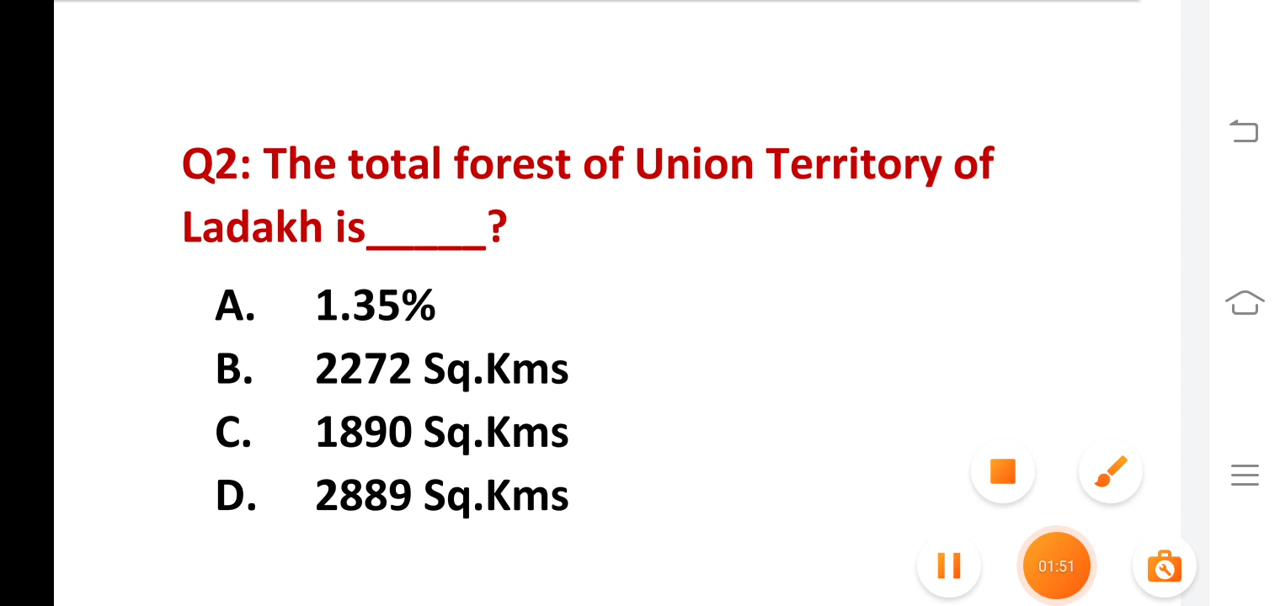 Q2: The total forest of Union Territory of
Ladakh is_____?
A. 1.35%
B. 2272 Sq.Kms
C. 1890 Sq.Kms
D. 2889 Sq.Kms
01:51